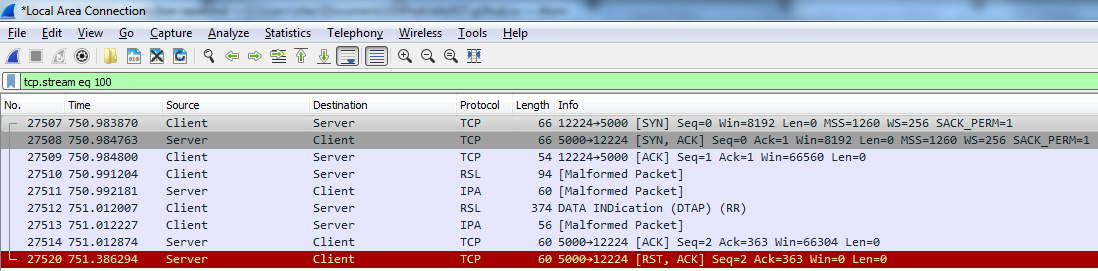 *Local Area Connection
File Edit View Go Capture Analyze Statistics Telephony Wireless Tools Help
tcp.stream eq 100
No. Time Source Destination Protocol Length Info
27507 750.983870 Client Server TCP 66 12224→5000 [SYN] Seq=0 Win=8192 Len=0 MSS=1260 WS=256 SACK_PERM=1
27508 750.984763 Server Client TCP 66 5000→12224 [SYN, ACK] Seq=0 Ack=1 Win=8192 Len=0 MSS=1260 WS=256 SACK_PERM=1
27509 750.984800 Client Server TCP 54 12224→5000 [ACK] Seq=1 Ack=1 Win=66560 Len=0
27510 750.991204 Client Server RSL 94 [Malformed Packet]
27511 750.992181 Server Client IPA 60 [Malformed Packet]
27512 751.012007 Client Server RSL 374 DATA INDication (DTAP) (RR)
27513 751.012227 Client Server IPA 56 [Malformed Packet]
27514 751.012874 Server Client TCP 60 5000→12224 [ACK] Seq=2 Ack=363 Win=66304 Len=0
27520 751.386294 Server Client TCP 60 5000→12224 [RST, ACK] Seq=2 Ack=363 Win=0 Len=0